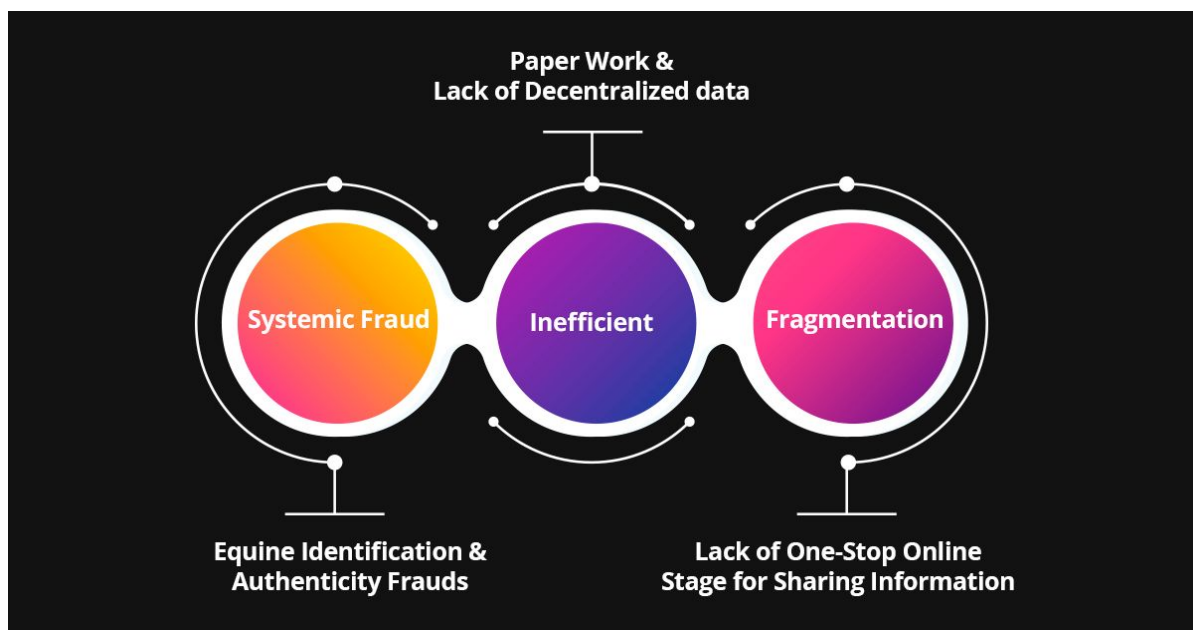 Paper Work &
Lack of Decentralized data
Systemic Fraud
Inefficient
Fragmentation
Equine Identification &
Authenticity Frauds
Lack of One-Stop Online
Stage for Sharing Information